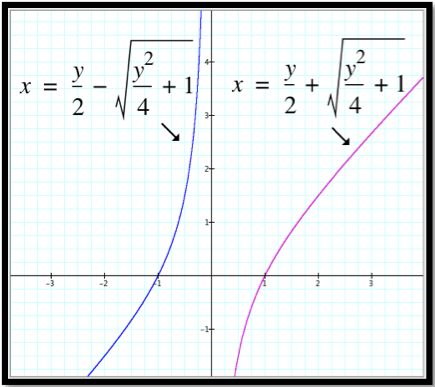 x = y/2 − √(y²/4 + 1)
x = y/2 + √(y²/4 + 1)
4
3
2
1
-3 -2 -1 1 2 3
-1